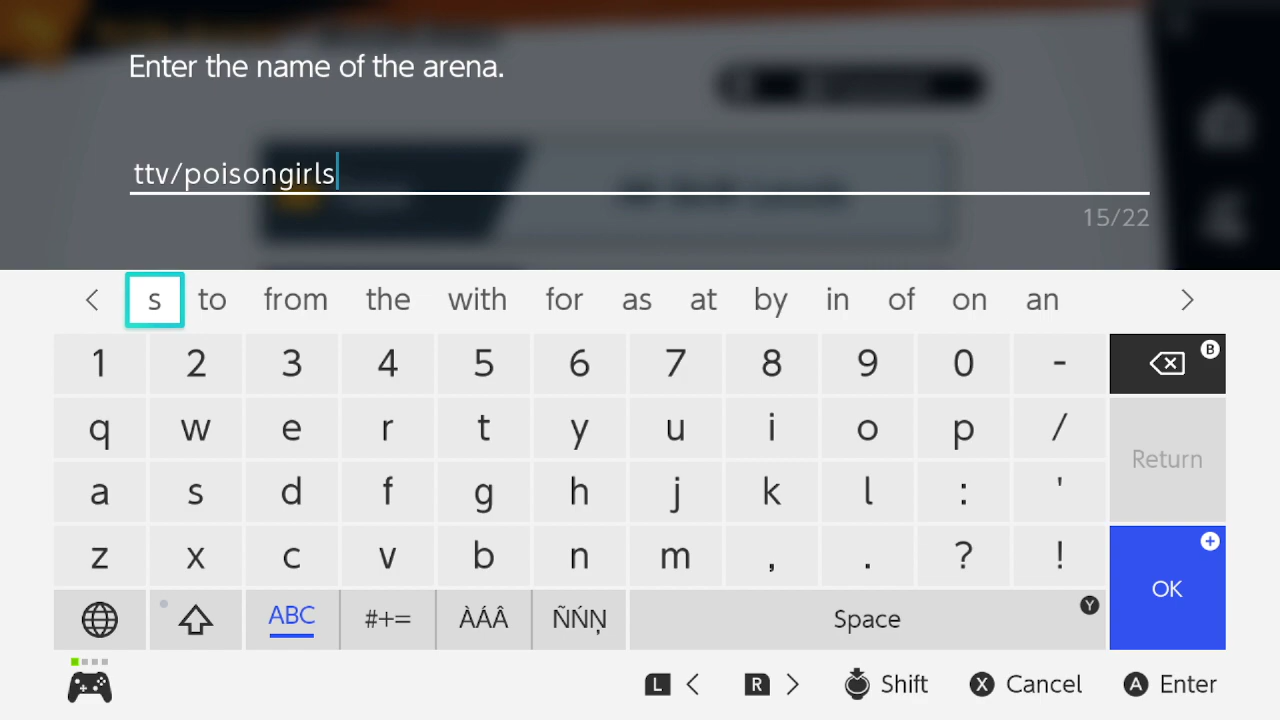 Enter the name of the arena.
ttv/poisongirls
15/22
s to from the with for as at by in of on an
1 2 3 4 5 6 7 8 9 0 - B
q w e r t y u i o p /
Return
a s d f g h j k l : '
z x c v b n m , . ? ! +
OK
ABC #+= ÀÁÂ ÑŃŅ Space Y
L < R > Shift X Cancel A Enter